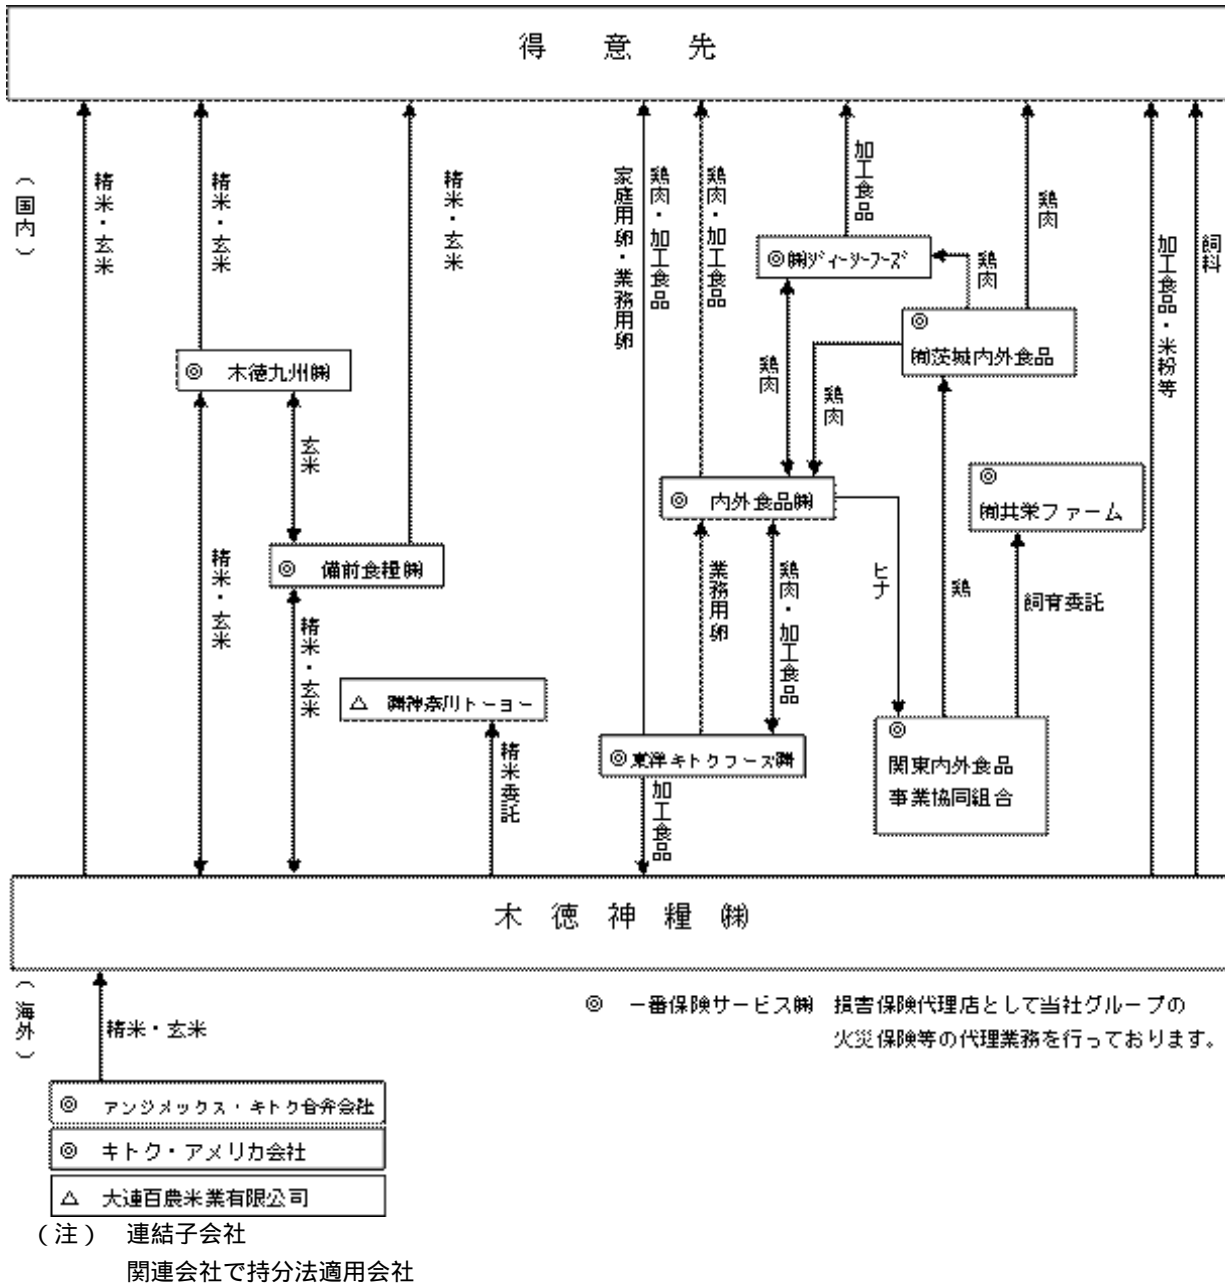 得意先
(国内)
精米・玄米
精米・玄米
精米・玄米
家庭用卵・業務用卵
鶏肉・加工食品
鶏肉・加工食品
加工食品
鶏肉
加工食品・米粉等
飼料
◎㈱ジィーシーフーズ
鶏肉
◎
㈲茨城内外食品
◎ 木徳九州㈱
鶏肉
鶏肉
玄米
◎ 内外食品㈱
◎
㈲共栄ファーム
◎ 備前食糧㈱
精米・玄米
精米・玄米
業務用卵
鶏肉・加工食品
ヒナ
鶏
飼育委託
△ ㈱神奈川トーヨー
精米委託
◎東洋キトクフーズ㈱
加工食品
◎
関東内外食品
事業協同組合
木徳神糧㈱
(海外)
精米・玄米
◎ 一番保険サービス㈱ 損害保険代理店として当社グループの
火災保険等の代理業務を行っております。
◎ アンジメックス・キトク合弁会社
◎ キトク・アメリカ会社
△ 大連百農米業有限公司
(注) 連結子会社
関連会社で持分法適用会社